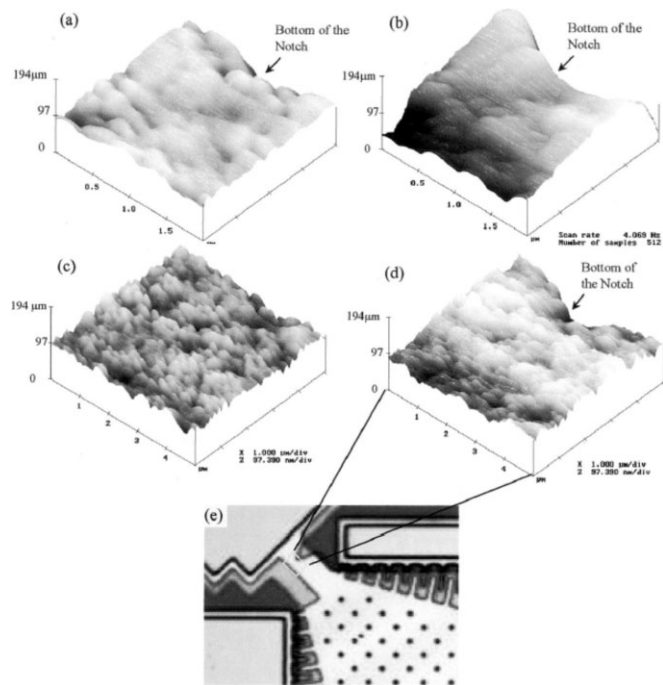 (a)
Bottom of the
Notch
194μm
97
0
0.5
1.0
1.5
μm
(b)
Bottom of the
Notch
194μm
97
0
0.5
1.0
1.5
μm
Scan rate 4.069 Hz
Number of samples 512
(c)
194 μm
97
0
1
2
3
4
μm
X 1.000 μm/div
Z 97.390 nm/div
(d)
Bottom of
the Notch
194μm
97
0
1
2
3
4
μm
X 1.000 μm/div
Z 97.390 nm/div
(e)